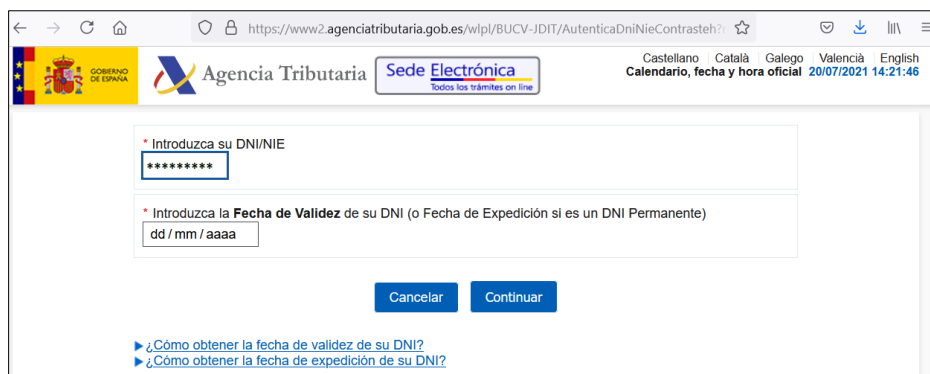 https://www2.agenciatributaria.gob.es/wlpl/BUCV-JDIT/AutenticaDniNieContrasteh?
GOBIERNO
DE ESPAÑA
Agencia Tributaria
Sede Electrónica
Todos los trámites on line
Castellano Català Galego Valencià English
Calendario, fecha y hora oficial 20/07/2021 14:21:46
* Introduzca su DNI/NIE
*********
* Introduzca la Fecha de Validez de su DNI (o Fecha de Expedición si es un DNI Permanente)
dd / mm / aaaa
Cancelar Continuar
¿Cómo obtener la fecha de validez de su DNI?
¿Cómo obtener la fecha de expedición de su DNI?